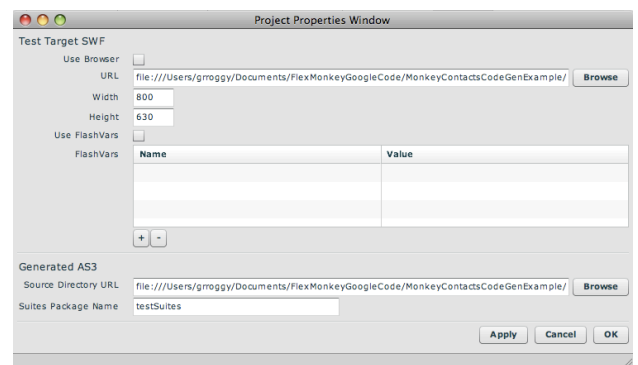 Project Properties Window
Test Target SWF
Use Browser
URL file:///Users/grroggy/Documents/FlexMonkeyGoogleCode/MonkeyContactsCodeGenExample/ Browse
Width 800
Height 630
Use FlashVars
FlashVars Name Value
+ -
Generated AS3
Source Directory URL file:///Users/grroggy/Documents/FlexMonkeyGoogleCode/MonkeyContactsCodeGenExample/ Browse
Suites Package Name testSuites
Apply Cancel OK